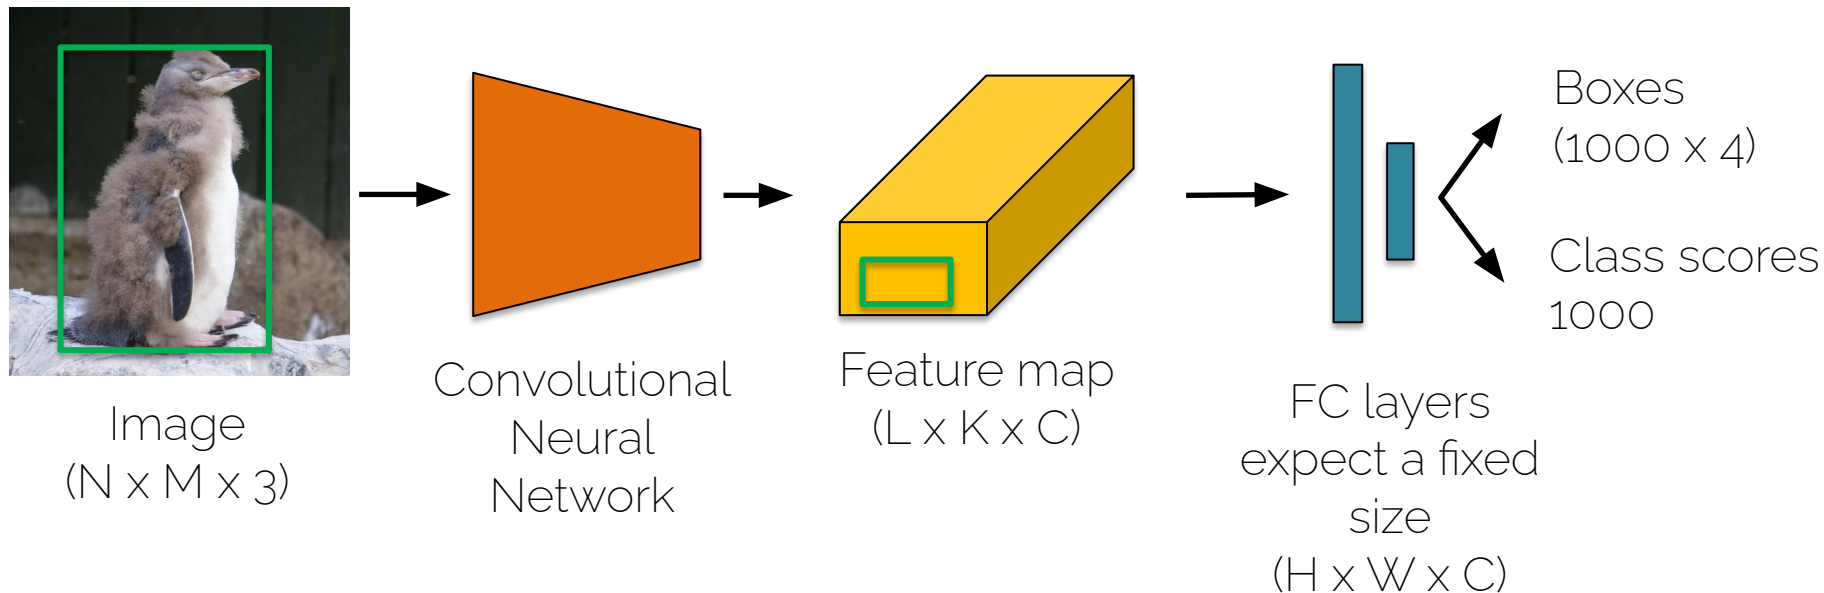 Image
(N x M x 3)
Convolutional
Neural
Network
Feature map
(L x K x C)
FC layers
expect a fixed
size
(H x W x C)
Boxes
(1000 x 4)
Class scores
1000